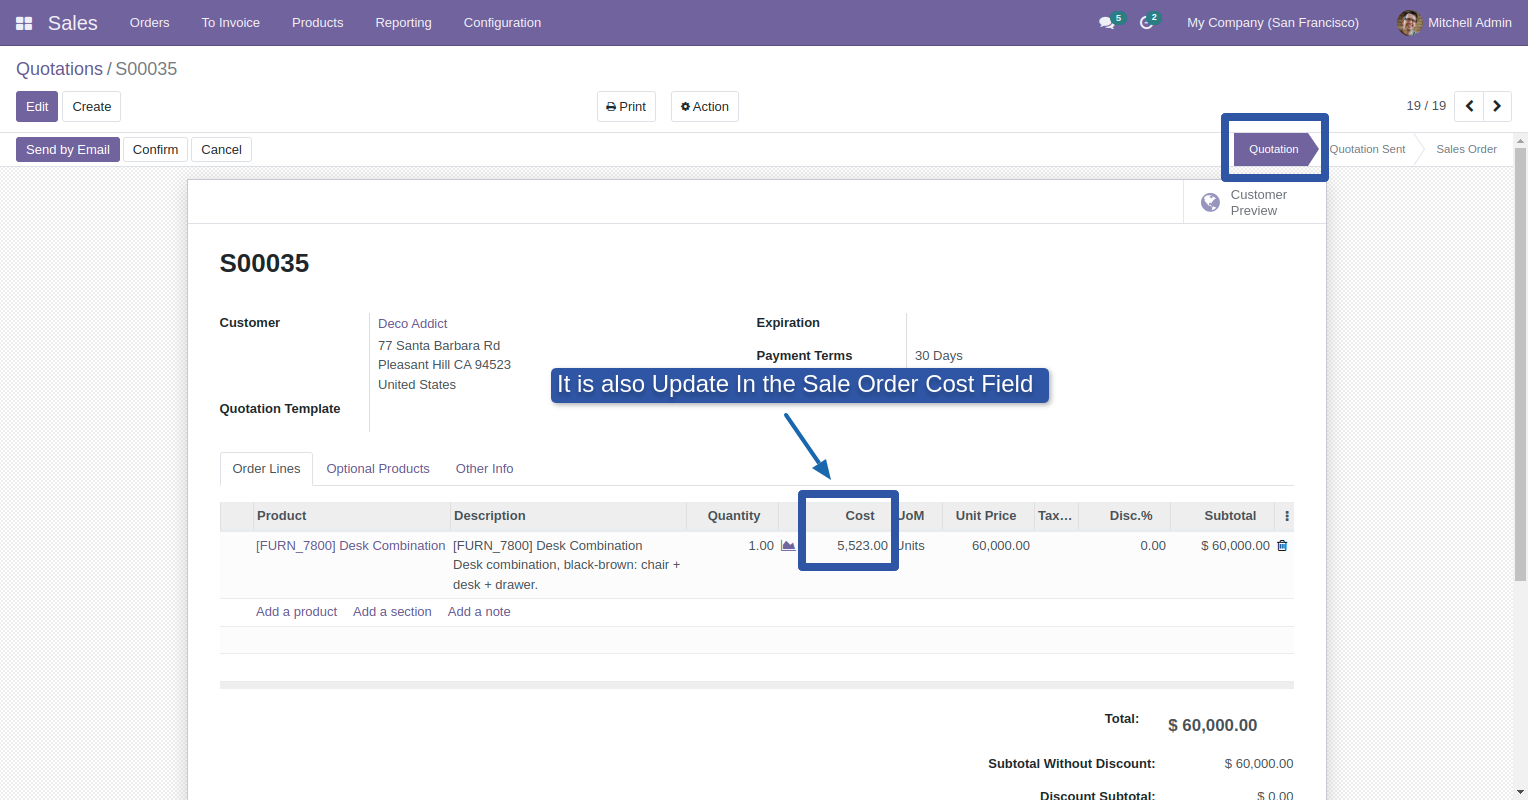 Sales Orders To Invoice Products Reporting Configuration 5 2 My Company (San Francisco) Mitchell Admin
Quotations / S00035
Edit Create Print Action 19 / 19
Send by Email Confirm Cancel Quotation Quotation Sent Sales Order
Customer
Preview
S00035
Customer Deco Addict Expiration
77 Santa Barbara Rd
Pleasant Hill CA 94523 Payment Terms 30 Days
United States
It is also Update In the Sale Order Cost Field
Quotation Template
Order Lines Optional Products Other Info
Product Description Quantity Cost UoM Unit Price Tax… Disc.% Subtotal
[FURN_7800] Desk Combination [FURN_7800] Desk Combination 1.00 5,523.00 Units 60,000.00 0.00 $ 60,000.00
Desk combination, black-brown: chair +
desk + drawer.
Add a product Add a section Add a note
Total: $ 60,000.00
Subtotal Without Discount: $ 60,000.00
Discount Subtotal: $ 0.00